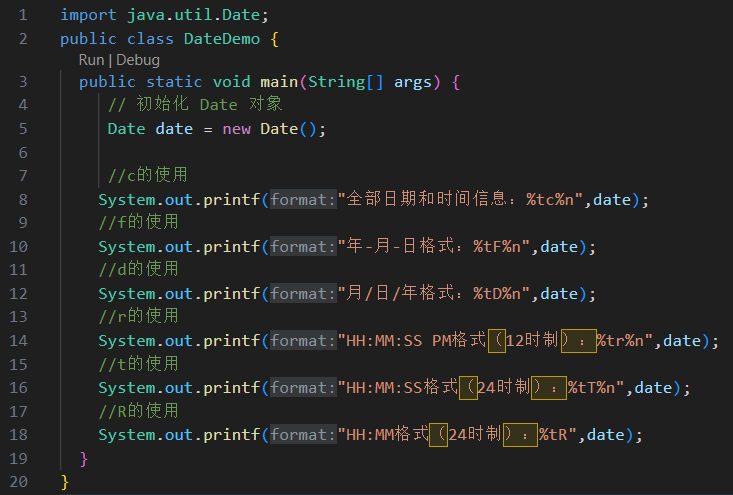 1 import java.util.Date;
2 public class DateDemo {
Run | Debug
3 public static void main(String[] args) {
4 // 初始化 Date 对象
5 Date date = new Date();
6
7 //c的使用
8 System.out.printf(format:"全部日期和时间信息：%tc%n",date);
9 //f的使用
10 System.out.printf(format:"年-月-日格式：%tF%n",date);
11 //d的使用
12 System.out.printf(format:"月/日/年格式：%tD%n",date);
13 //r的使用
14 System.out.printf(format:"HH:MM:SS PM格式（12时制）：%tr%n",date);
15 //t的使用
16 System.out.printf(format:"HH:MM:SS格式（24时制）：%tT%n",date);
17 //R的使用
18 System.out.printf(format:"HH:MM格式（24时制）：%tR",date);
19 }
20 }